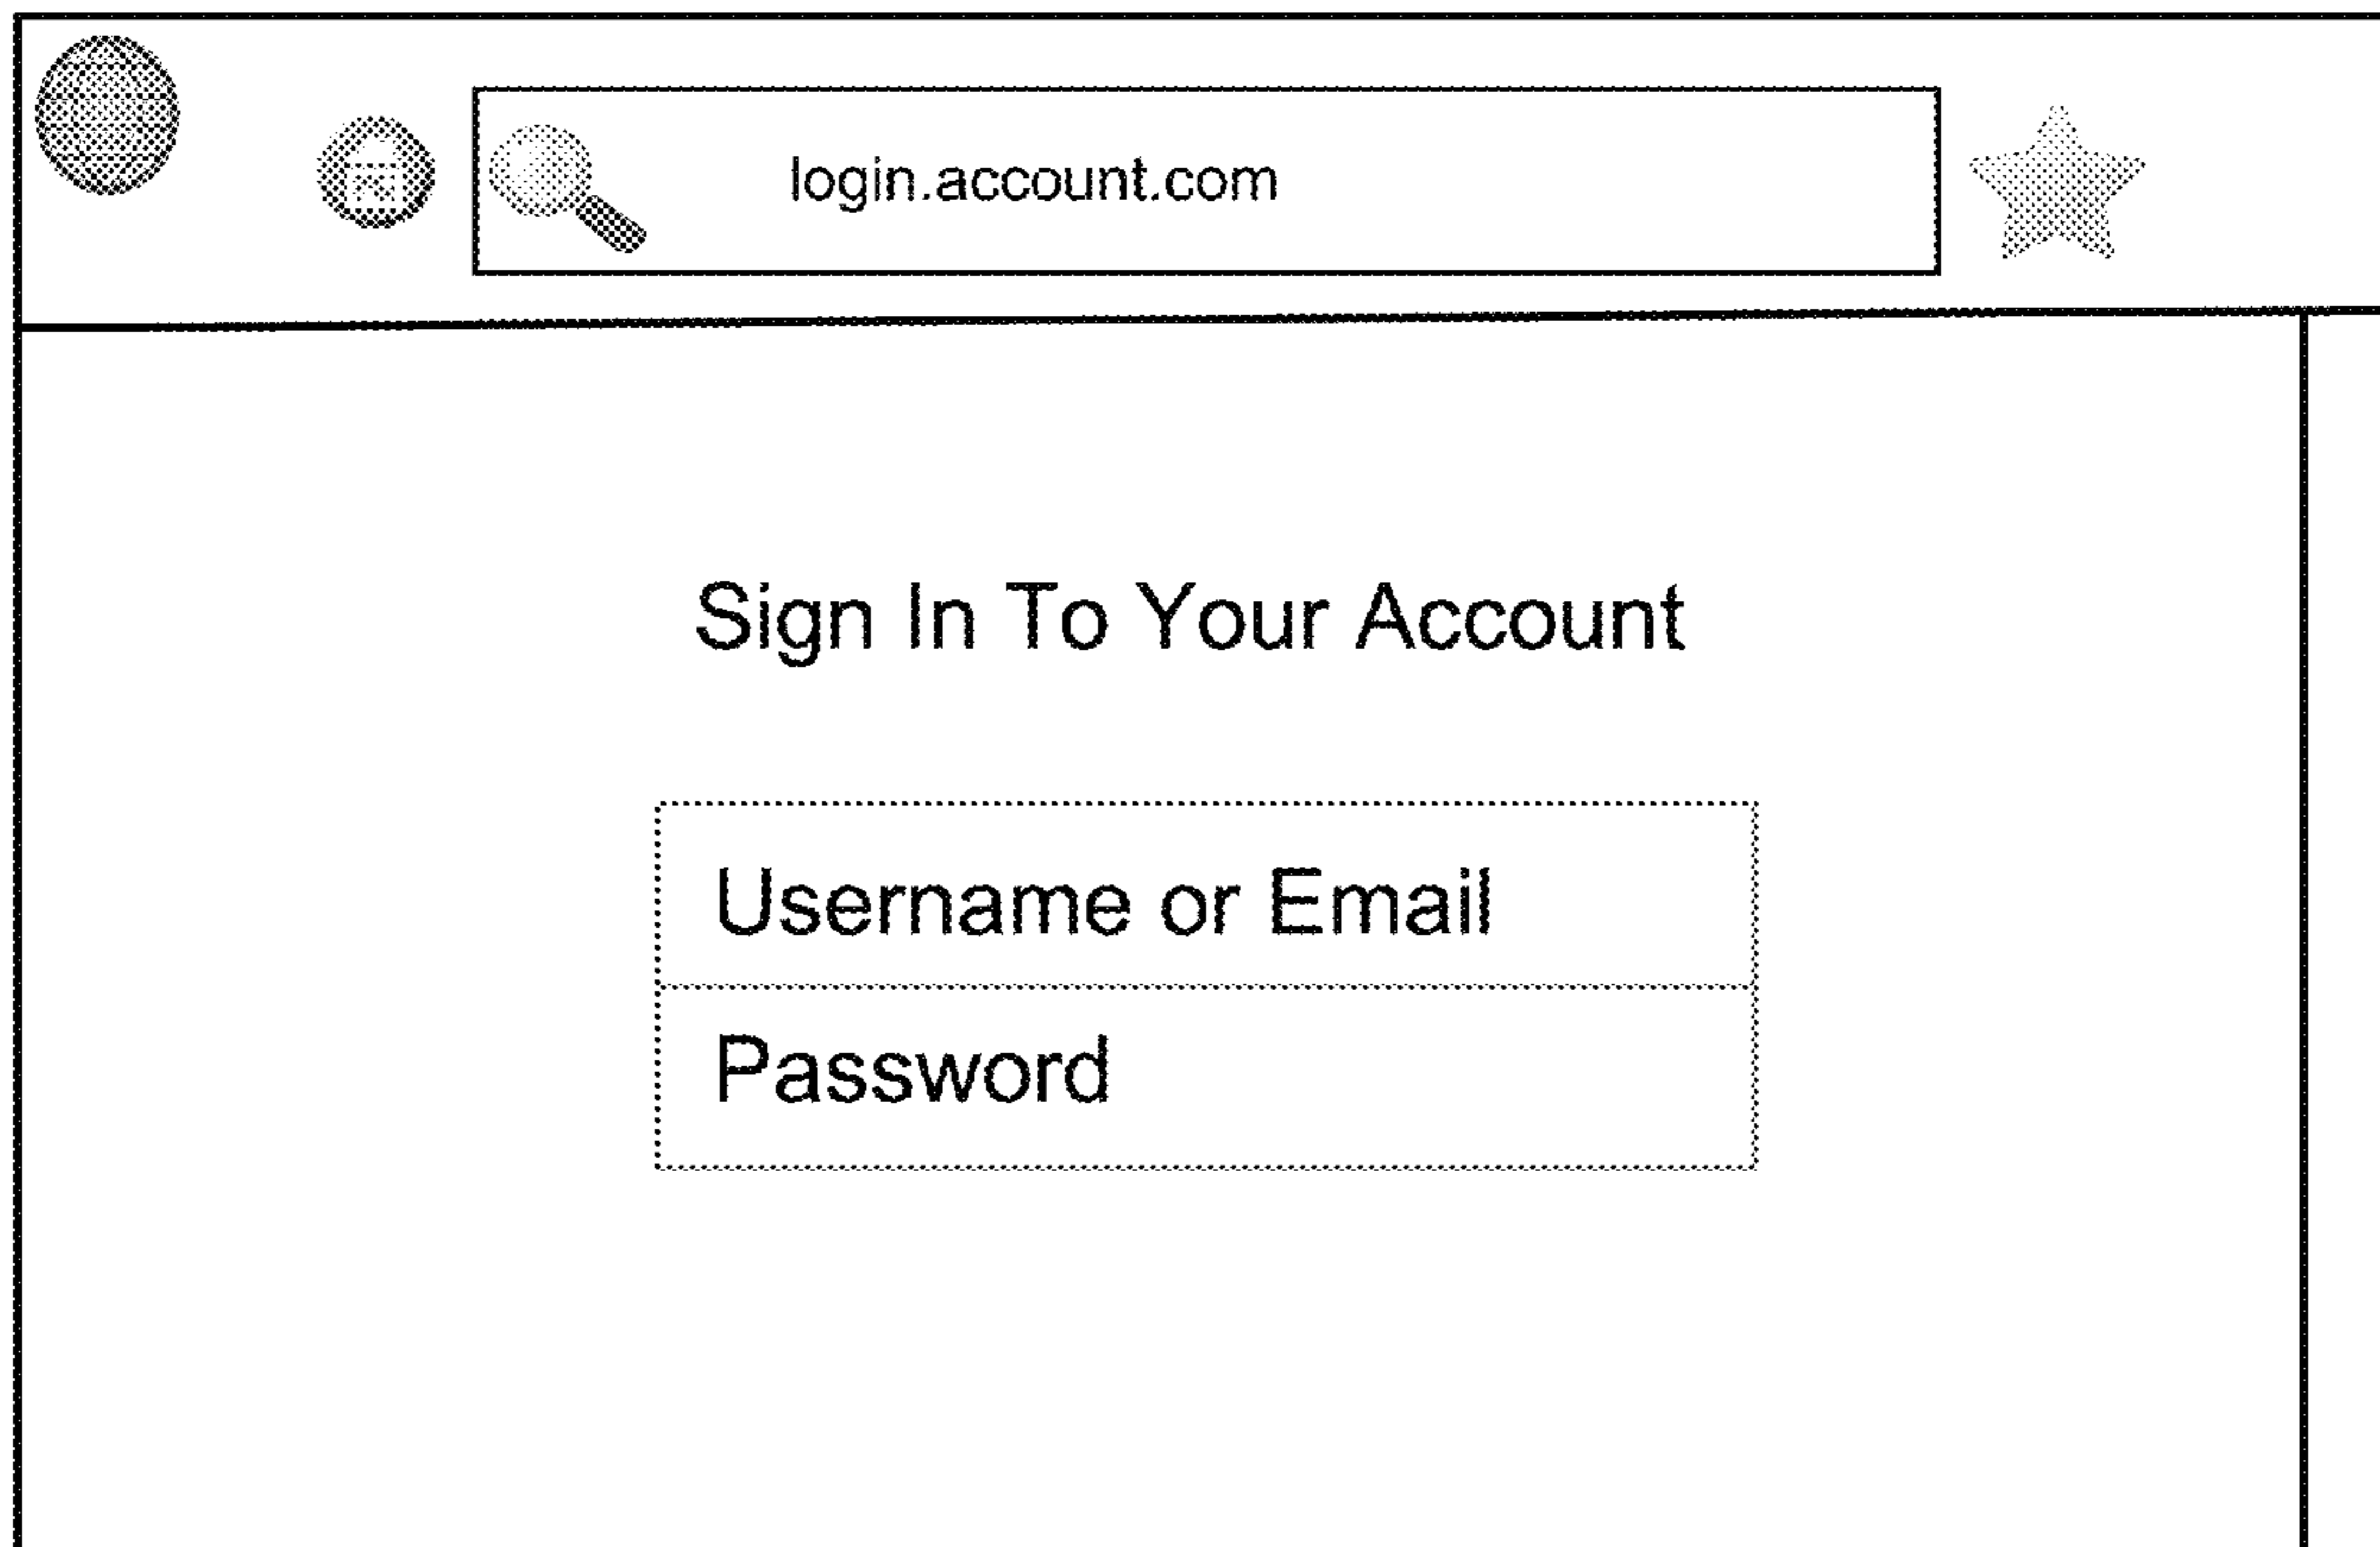 login.account.com
Sign In To Your Account
Username or Email
Password